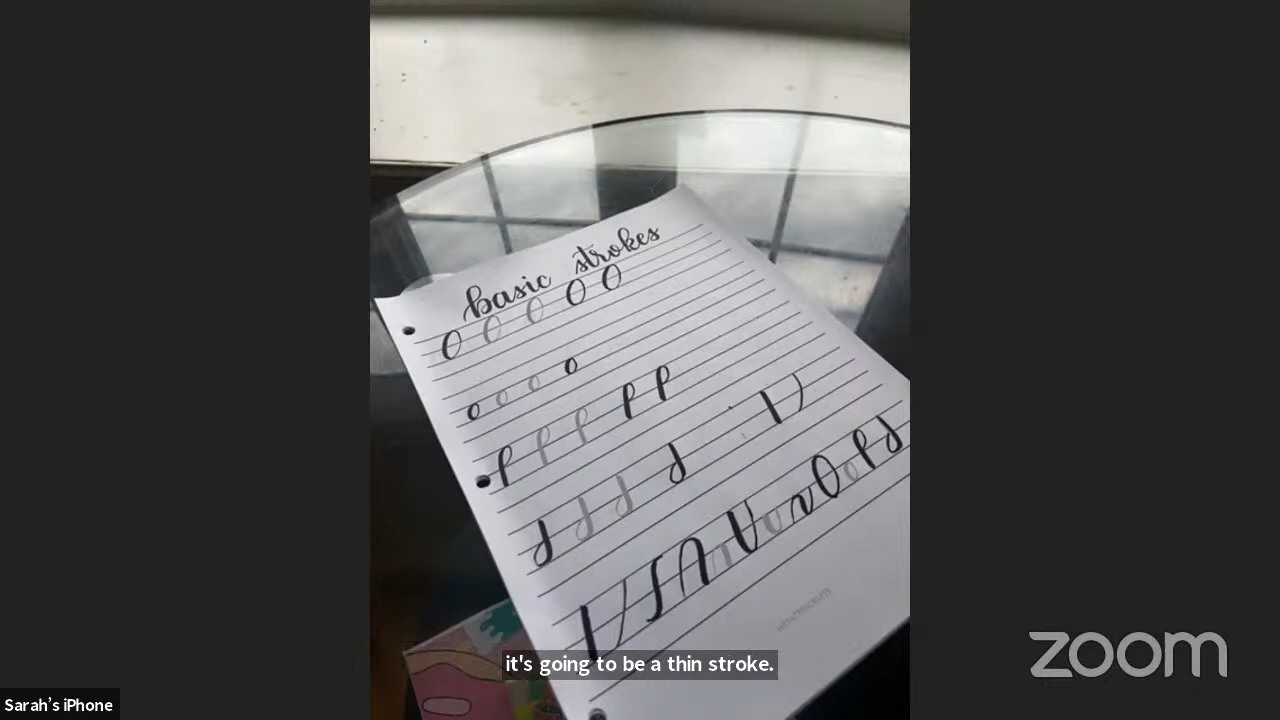 basic strokes
it's going to be a thin stroke.
zoom
Sarah's iPhone